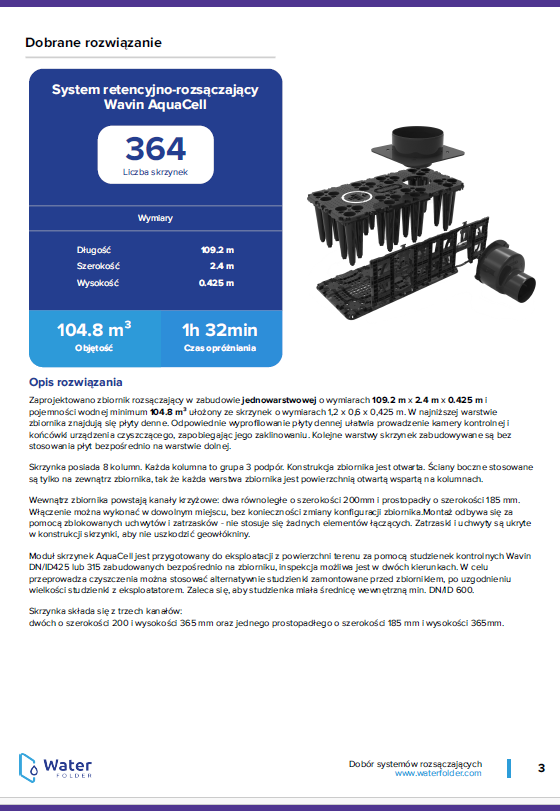 Dobrane rozwiązanie
System retencyjno-rozsączający
Wavin AquaCell
364
Liczba skrzynek
Wymiary
Długość 109.2 m
Szerokość 2.4 m
Wysokość 0.425 m
104.8 m³ 1h 32min
Objętość Czas opróżniania
Opis rozwiązania
Zaprojektowano zbiornik rozsączający w zabudowie jednowarstwowej o wymiarach 109.2 m x 2.4 m x 0.425 m i
pojemności wodnej minimum 104.8 m³ ułożony ze skrzynek o wymiarach 1,2 x 0,6 x 0,425 m. W najniższej warstwie
zbiornika znajdują się płyty denne. Odpowiednie wyprofilowanie płyty dennej ułatwia prowadzenie kamery kontrolnej i
końcówki urządzenia czyszczącego, zapobiegając jego zaklinowaniu. Kolejne warstwy skrzynek zabudowywane są bez
stosowania płyt bezpośrednio na warstwie dolnej.
Skrzynka posiada 8 kolumn. Każda kolumna to grupa 3 podpór. Konstrukcja zbiornika jest otwarta. Ściany boczne stosowane
są tylko na zewnątrz zbiornika, tak że każda warstwa zbiornika jest powierzchnią otwartą wspartą na kolumnach.
Wewnątrz zbiornika powstają kanały krzyżowe: dwa równoległe o szerokości 200mm i prostopadły o szerokości 185 mm.
Włączenie można wykonać w dowolnym miejscu, bez konieczności zmiany konfiguracji zbiornika.Montaż odbywa się za
pomocą zblokowanych uchwytów i zatrzasków - nie stosuje się żadnych elementów łączących. Zatrzaski i uchwyty są ukryte
w konstrukcji skrzynki, aby nie uszkodzić geowłókniny.
Moduł skrzynek AquaCell jest przygotowany do eksploatacji z powierzchni terenu za pomocą studzienek kontrolnych Wavin
DN/ID425 lub 315 zabudowanych bezpośrednio na zbiorniku, inspekcja możliwa jest w dwóch kierunkach. W celu
przeprowadza czyszczenia można stosować alternatywnie studzienki zamontowane przed zbiornikiem, po uzgodnieniu
wielkości studzienki z eksploatatorem. Zaleca się, aby studzienka miała średnicę wewnętrzną min. DN/ID 600.
Skrzynka składa się z trzech kanałów:
dwóch o szerokości 200 i wysokości 365 mm oraz jednego prostopadłego o szerokości 185 mm i wysokości 365mm.
Water
FOLDER
Dobór systemów rozsączających
www.waterfolder.com
3